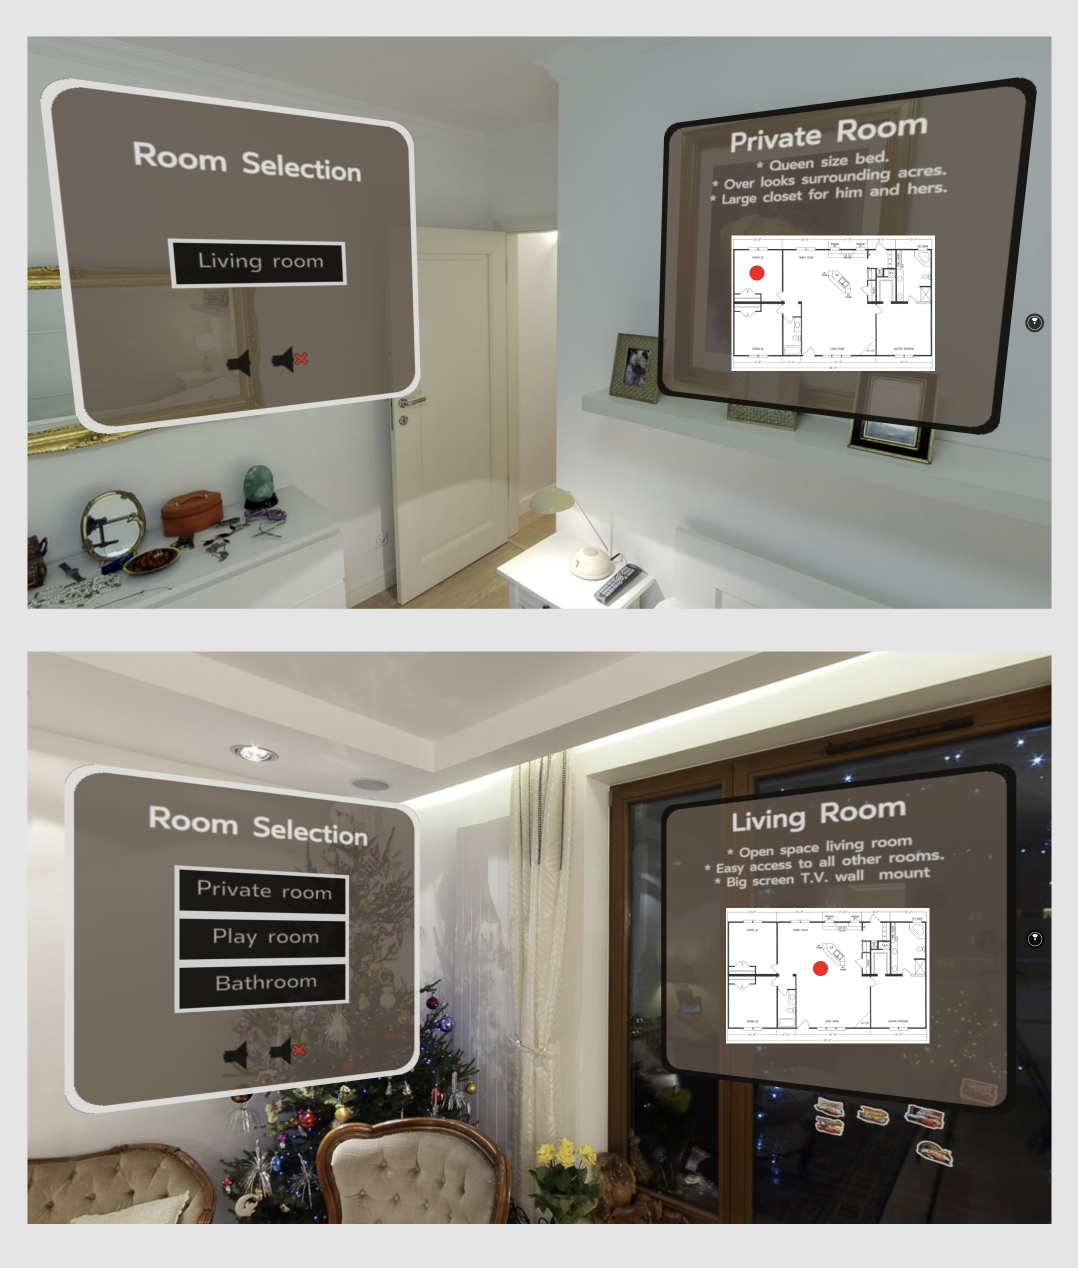 Room Selection
Living room
Private Room
* Queen size bed.
* Over looks surrounding acres.
* Large closet for him and hers.
Room Selection
Private room
Play room
Bathroom
Living Room
* Open space living room
* Easy access to all other rooms.
* Big screen T.V. wall mount